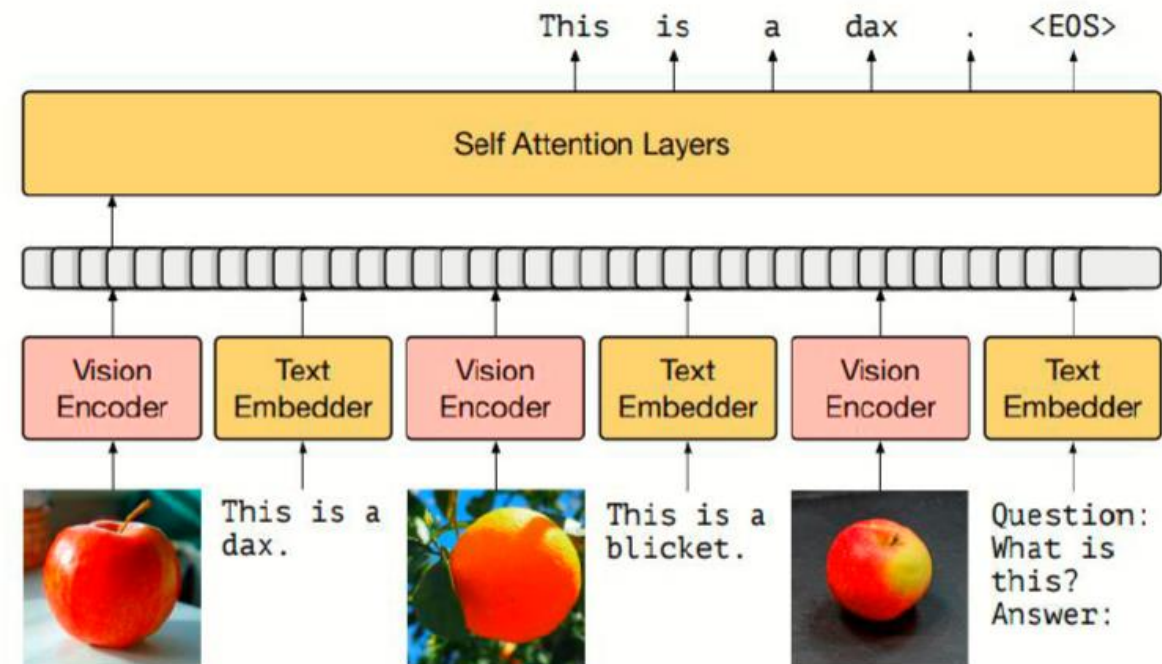 This is a dax . <EOS>
Self Attention Layers
Vision
Encoder
Text
Embedder
Vision
Encoder
Text
Embedder
Vision
Encoder
Text
Embedder
This is a
dax.
This is a
blicket.
Question:
What is
this?
Answer: